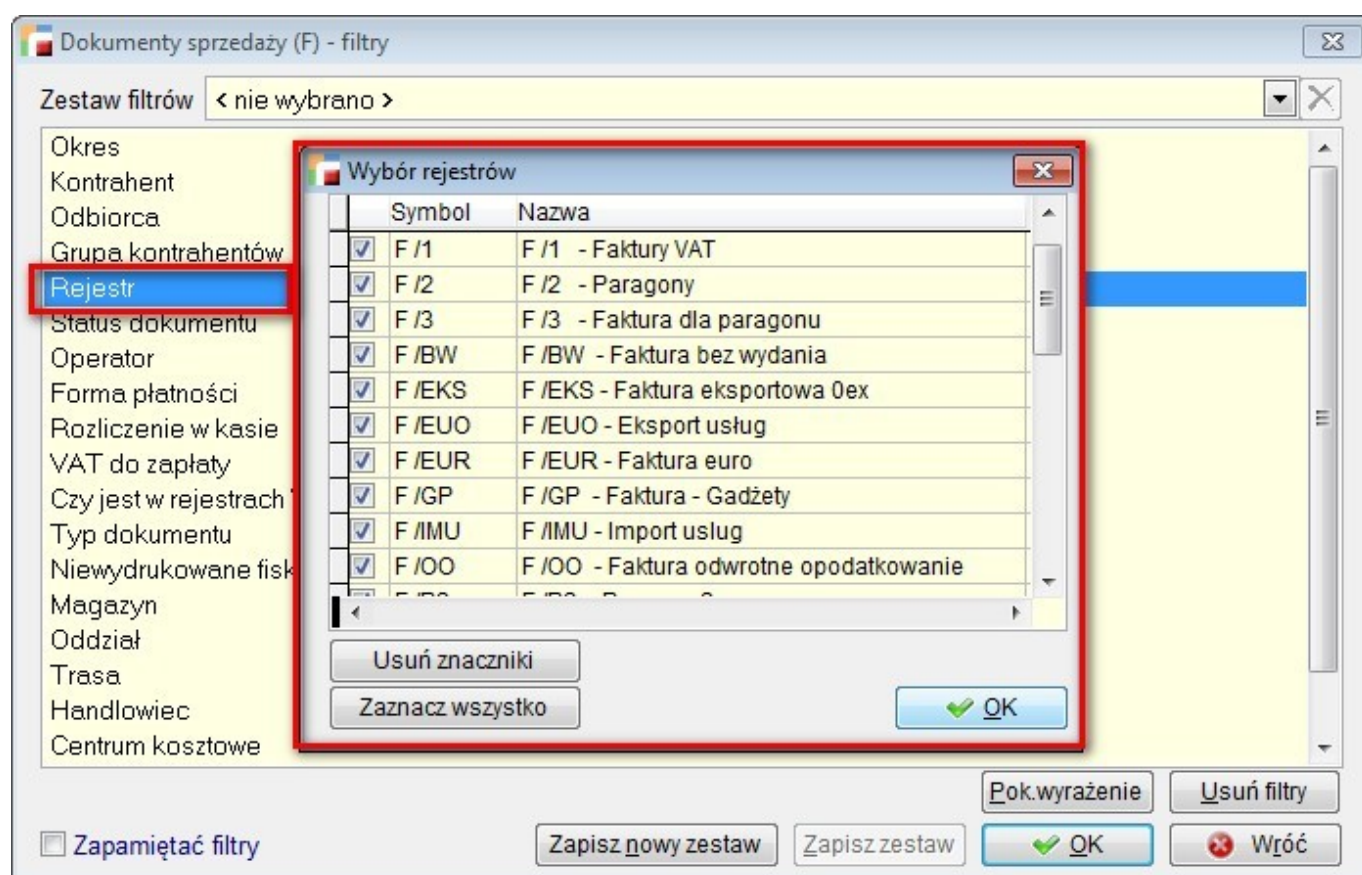 Dokumenty sprzedaży (F) - filtry
Zestaw filtrów < nie wybrano >
Okres
Kontrahent
Odbiorca
Grupa kontrahentów
Rejestr
Status dokumentu
Operator
Forma płatności
Rozliczenie w kasie
VAT do zapłaty
Czy jest w rejestrach
Typ dokumentu
Niewydrukowane fisk
Magazyn
Oddział
Trasa
Handlowiec
Centrum kosztowe
Wybór rejestrów
Symbol Nazwa
F /1 F /1 - Faktury VAT
F /2 F /2 - Paragony
F /3 F /3 - Faktura dla paragonu
F /BW F /BW - Faktura bez wydania
F /EKS F /EKS - Faktura eksportowa 0ex
F /EUO F /EUO - Eksport usług
F /EUR F /EUR - Faktura euro
F /GP F /GP - Faktura - Gadżety
F /IMU F /IMU - Import uslug
F /OO F /OO - Faktura odwrotne opodatkowanie
Usuń znaczniki
Zaznacz wszystko OK
Pok.wyrażenie Usuń filtry
Zapamiętać filtry Zapisz nowy zestaw Zapisz zestaw OK Wróć